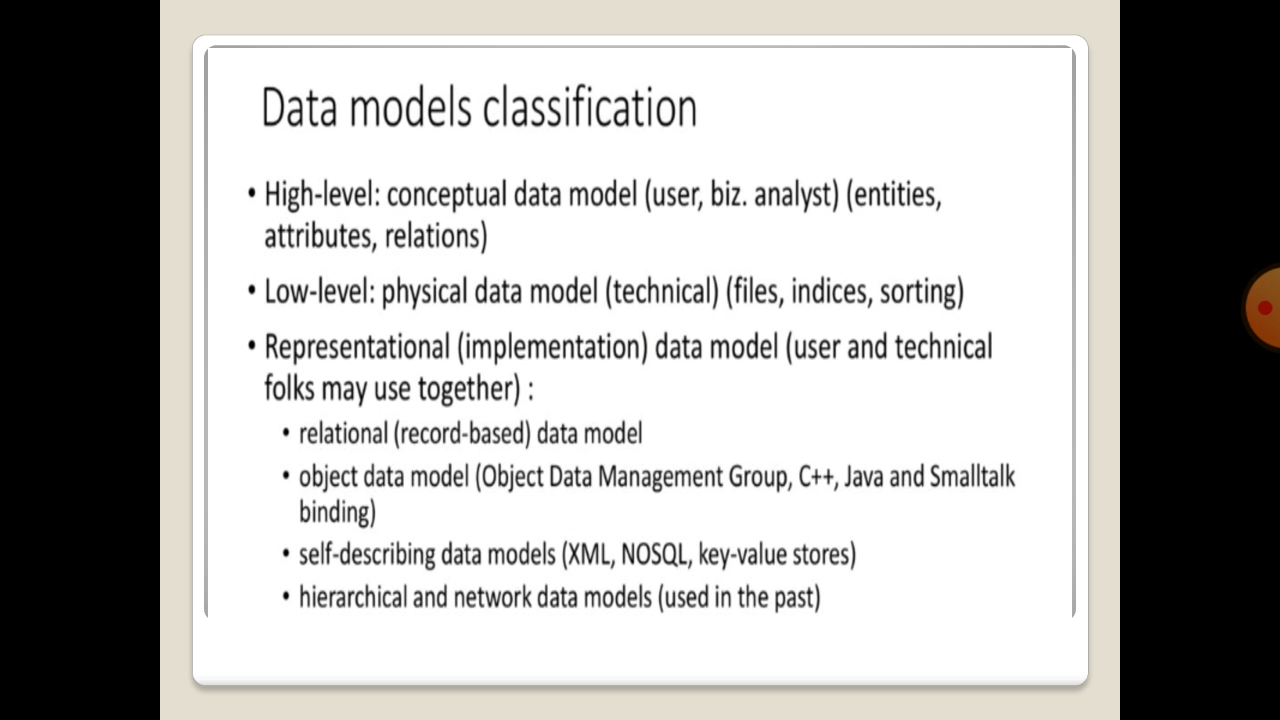 Data models classification
• High-level: conceptual data model (user, biz. analyst) (entities,
attributes, relations)
• Low-level: physical data model (technical) (files, indices, sorting)
• Representational (implementation) data model (user and technical
folks may use together) :
• relational (record-based) data model
• object data model (Object Data Management Group, C++, Java and Smalltalk
binding)
• self-describing data models (XML, NOSQL, key-value stores)
• hierarchical and network data models (used in the past)